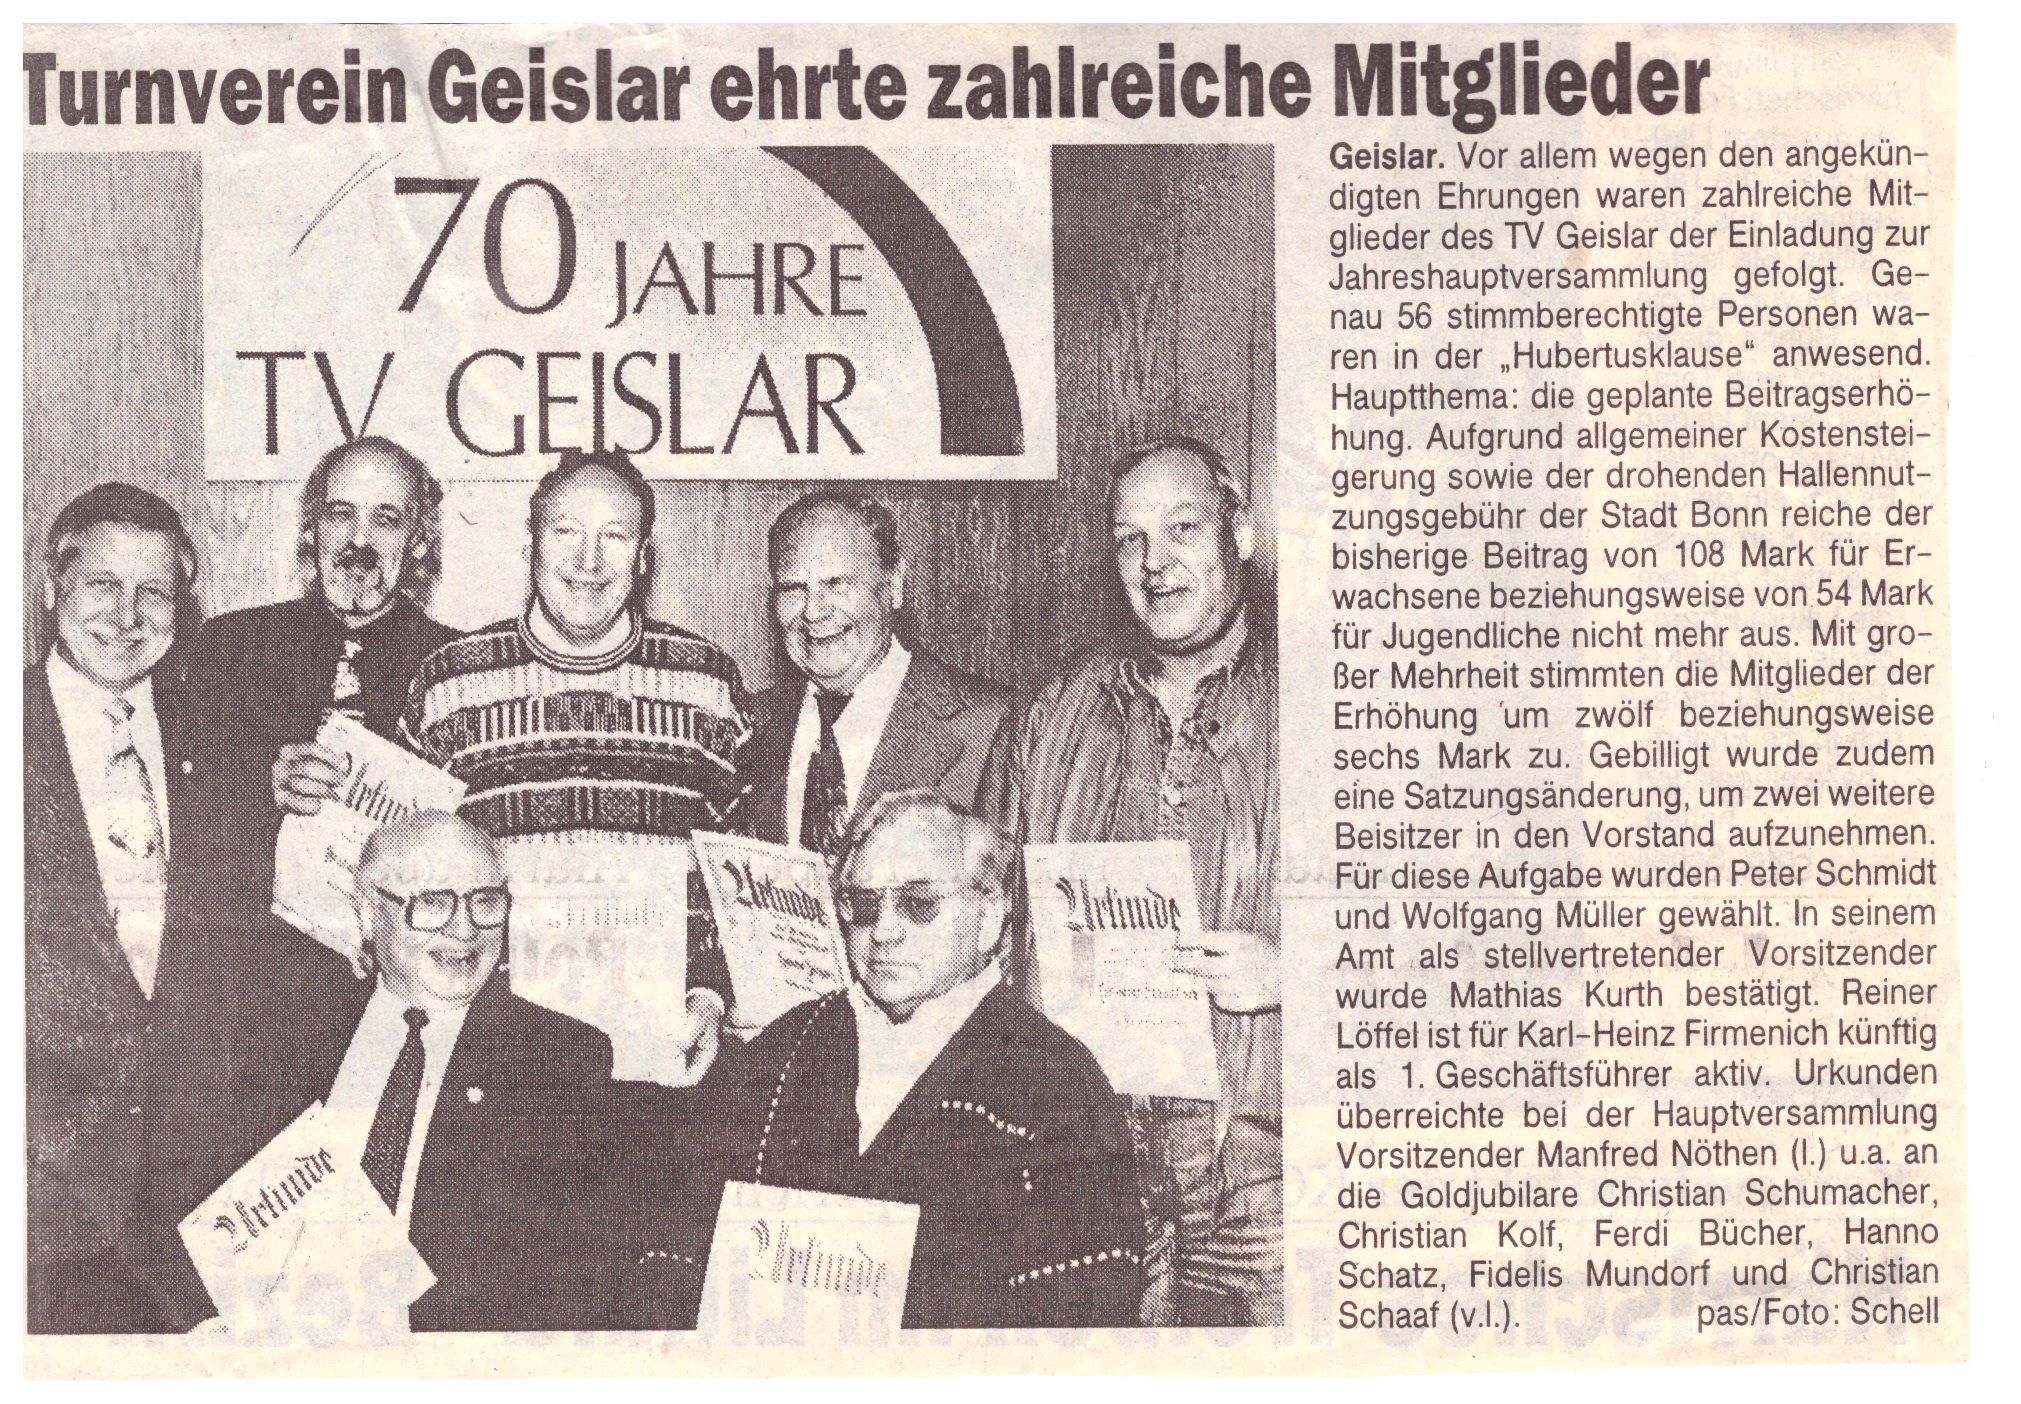 Turnverein Geislar ehrte zahlreiche Mitglieder
70 JAHRE
TV GEISLAR
Urkunde
Urkunde
Urkunde
Urkunde
Urkunde
Geislar. Vor allem wegen den angekün-
digten Ehrungen waren zahlreiche Mit-
glieder des TV Geislar der Einladung zur
Jahreshauptversammlung gefolgt. Ge-
nau 56 stimmberechtigte Personen wa-
ren in der „Hubertusklause“ anwesend.
Hauptthema: die geplante Beitragserhö-
hung. Aufgrund allgemeiner Kostenstei-
gerung sowie der drohenden Hallennut-
zungsgebühr der Stadt Bonn reiche der
bisherige Beitrag von 108 Mark für Er-
wachsene beziehungsweise von 54 Mark
für Jugendliche nicht mehr aus. Mit gro-
ßer Mehrheit stimmten die Mitglieder der
Erhöhung um zwölf beziehungsweise
sechs Mark zu. Gebilligt wurde zudem
eine Satzungsänderung, um zwei weitere
Beisitzer in den Vorstand aufzunehmen.
Für diese Aufgabe wurden Peter Schmidt
und Wolfgang Müller gewählt. In seinem
Amt als stellvertretender Vorsitzender
wurde Mathias Kurth bestätigt. Reiner
Löffel ist für Karl-Heinz Firmenich künftig
als 1. Geschäftsführer aktiv. Urkunden
überreichte bei der Hauptversammlung
Vorsitzender Manfred Nöthen (l.) u.a. an
die Goldjubilare Christian Schumacher,
Christian Kolf, Ferdi Bücher, Hanno
Schatz, Fidelis Mundorf und Christian
Schaaf (v.l.). pas/Foto: Schell